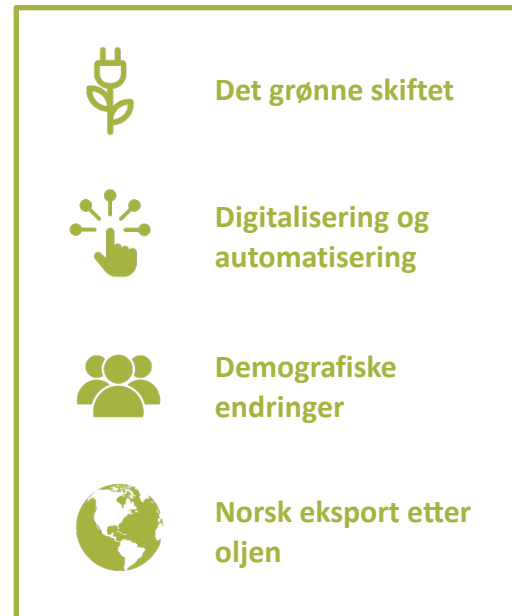 Det grønne skiftet
Digitalisering og
automatisering
Demografiske
endringer
Norsk eksport etter
oljen